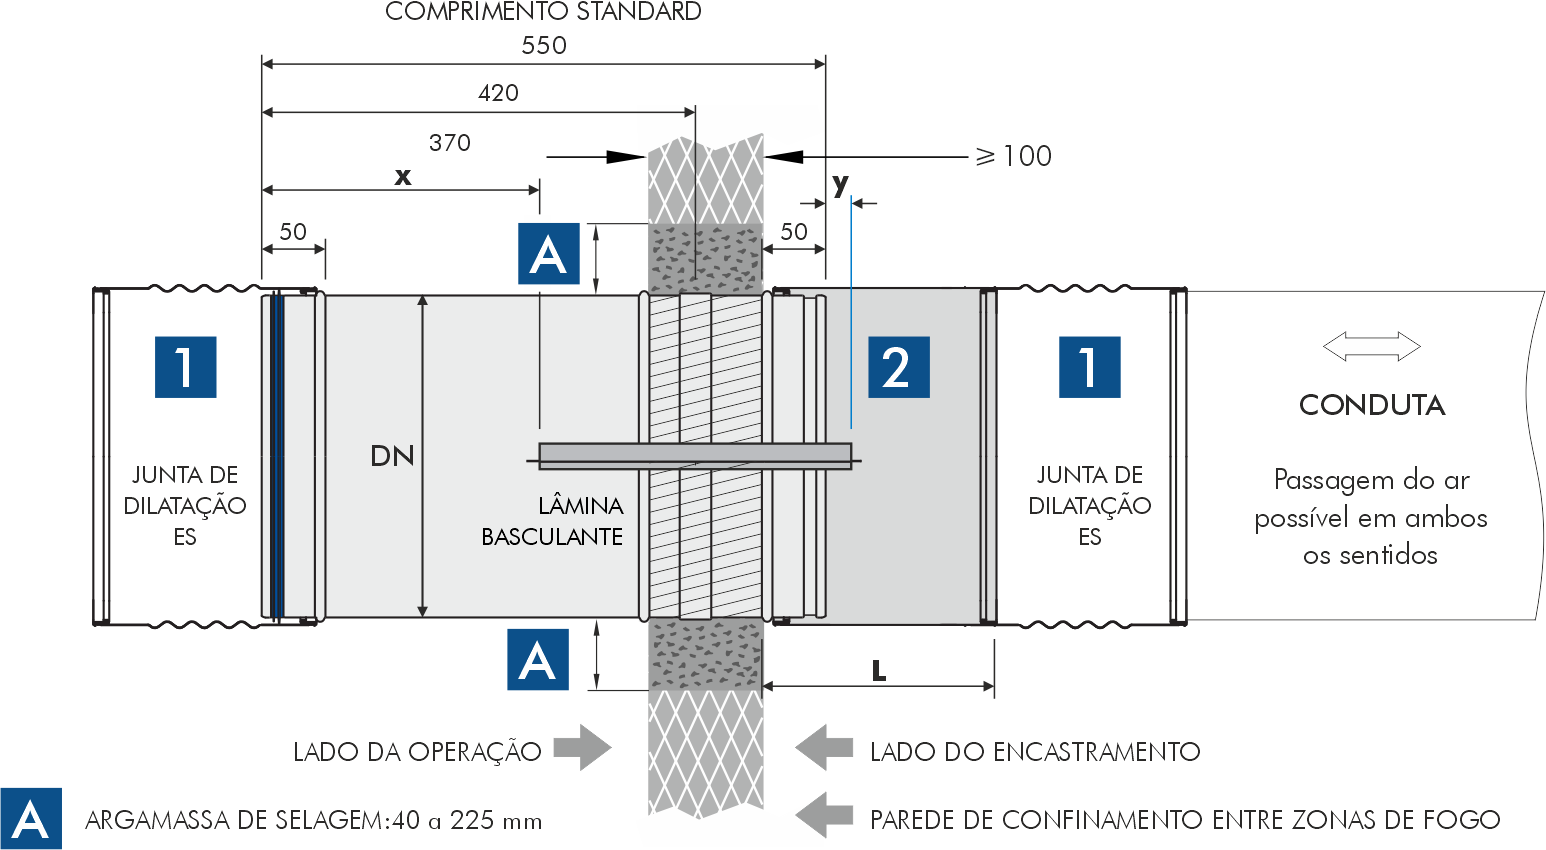 COMPRIMENTO STANDARD
550
420
370
⩾ 100
x
y
50
A
50
1
2
1
CONDUTA
DN
JUNTA DE
DILATAÇÃO
ES
LÂMINA
BASCULANTE
JUNTA DE
DILATAÇÃO
ES
Passagem do ar
possível em ambos
os sentidos
A
L
LADO DA OPERAÇÃO
LADO DO ENCASTRAMENTO
A
ARGAMASSA DE SELAGEM:40 a 225 mm
PAREDE DE CONFINAMENTO ENTRE ZONAS DE FOGO